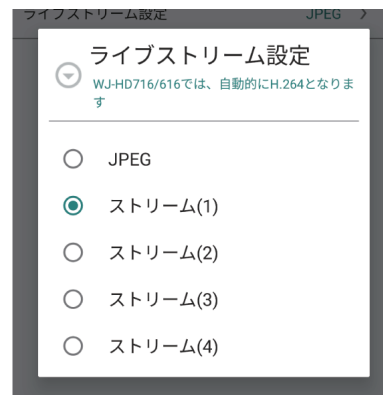 ライブストリーム設定 JPEG >
ライブストリーム設定
WJ-HD716/616では、自動的にH.264となりま
す
JPEG
ストリーム(1)
ストリーム(2)
ストリーム(3)
ストリーム(4)